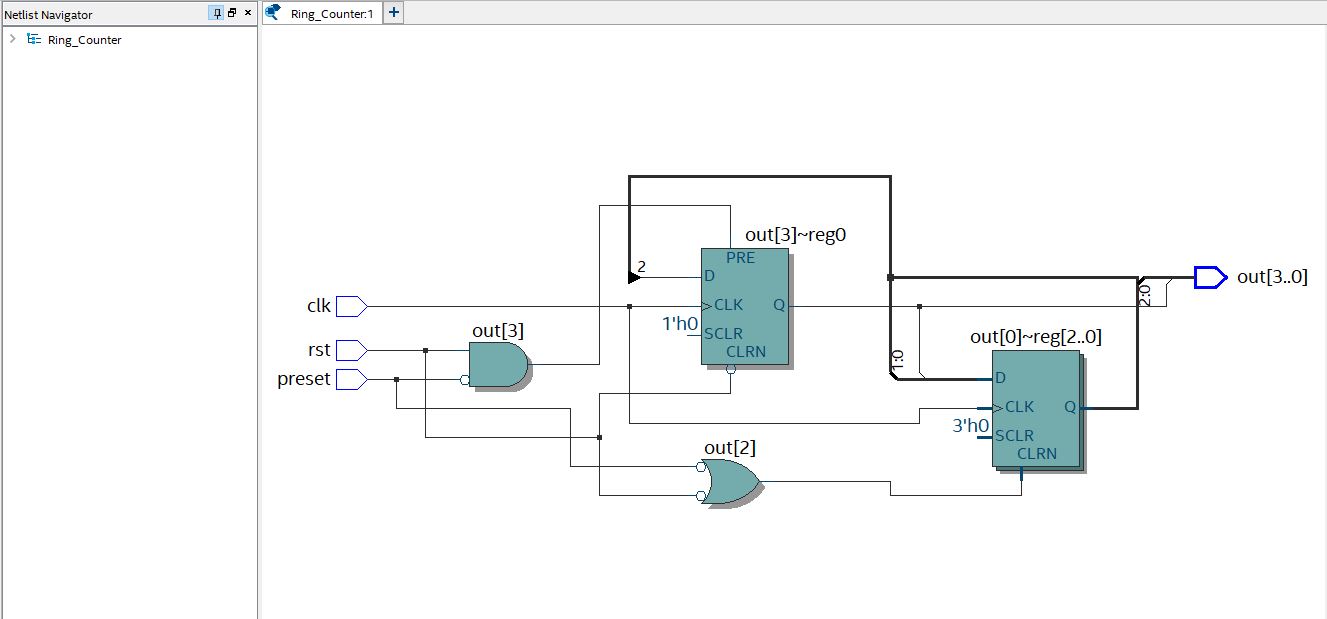 Netlist Navigator
Ring_Counter:1
Ring_Counter
out[3]~reg0
PRE
2
D
out[3..0]
2:0
clk
CLK
Q
1'h0
SCLR
out[3]
rst
CLRN
out[0]~reg[2..0]
1:0
preset
D
CLK
Q
3'h0
SCLR
out[2]
CLRN